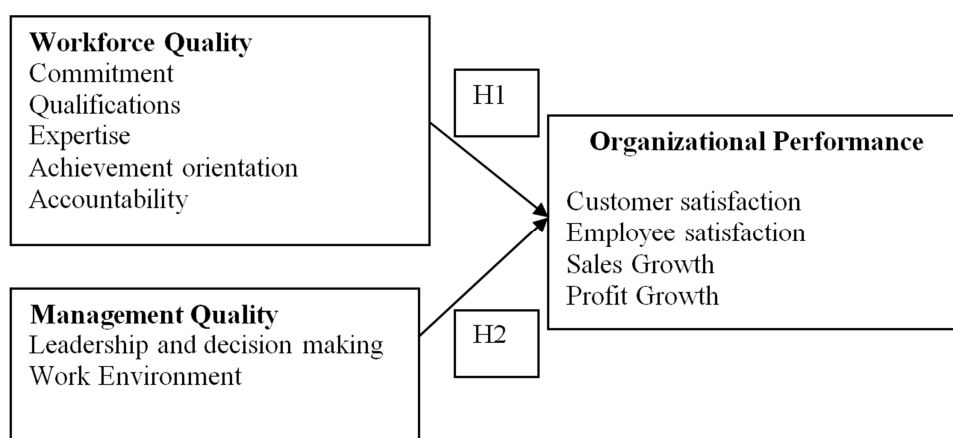 Workforce Quality
Commitment
Qualifications
Expertise
Achievement orientation
Accountability
H1
Organizational Performance
Customer satisfaction
Employee satisfaction
Sales Growth
Profit Growth
Management Quality
Leadership and decision making
Work Environment
H2